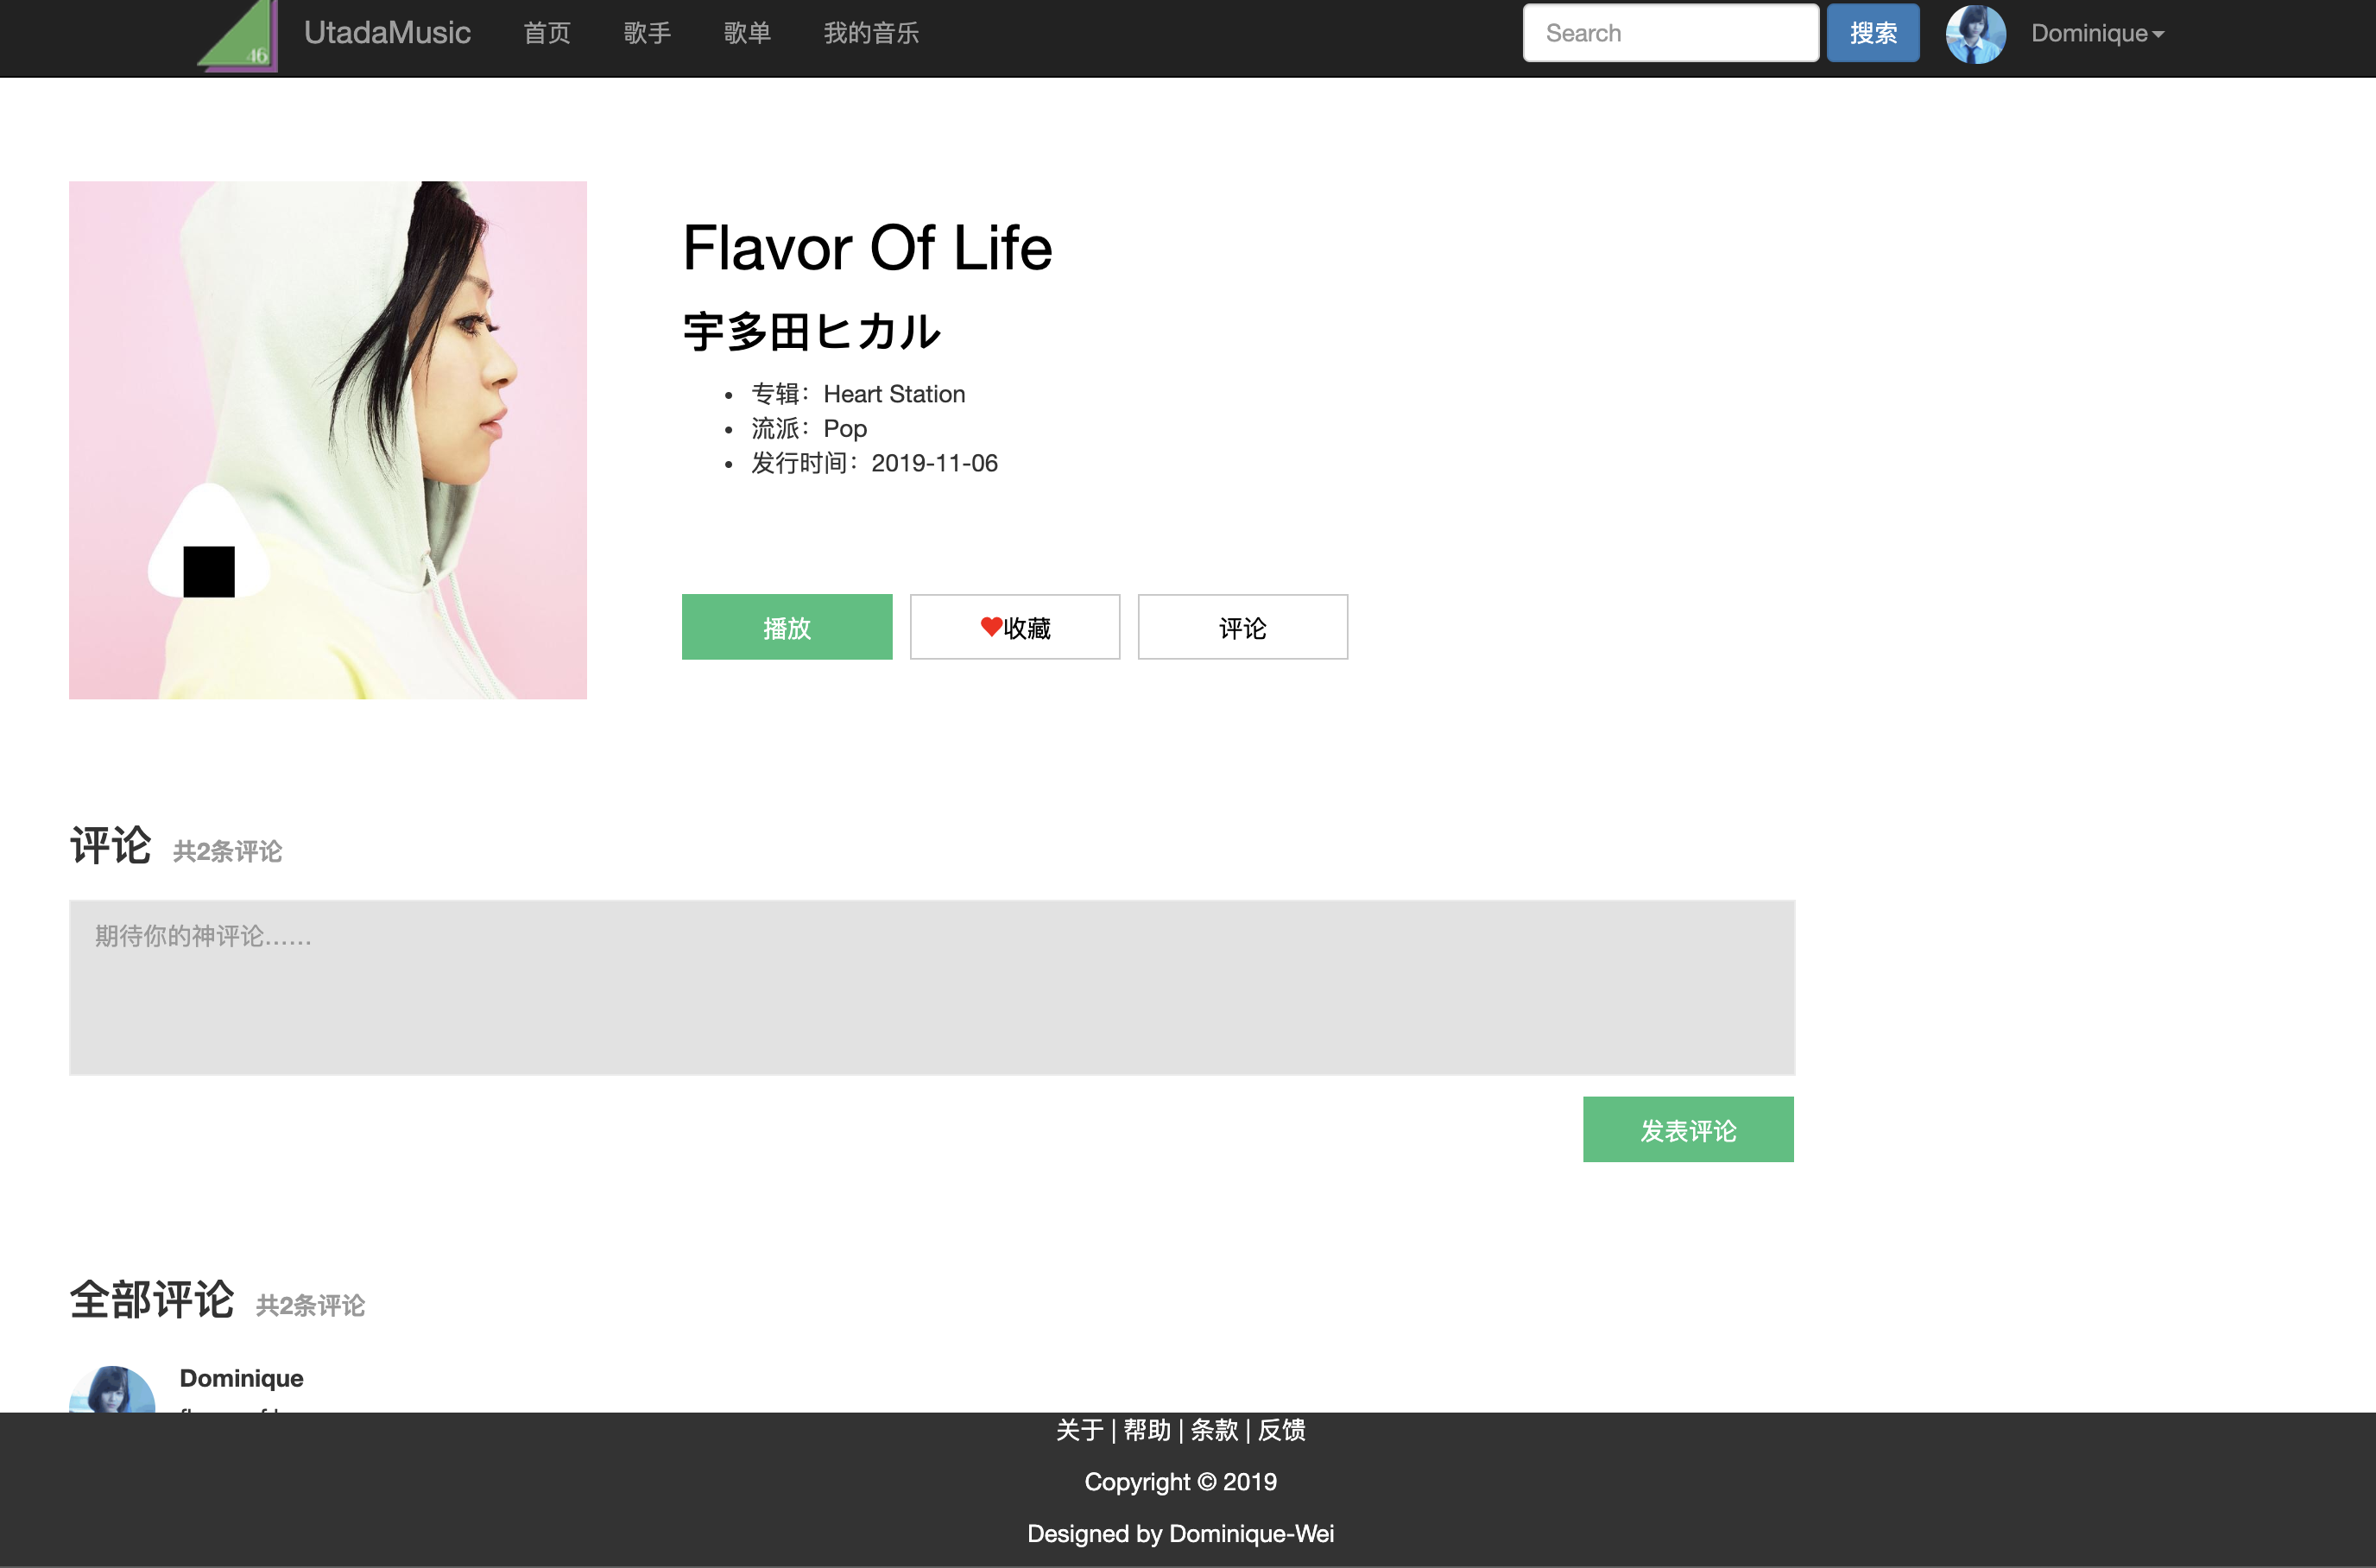 46
UtadaMusic 首页 歌手 歌单 我的音乐 Search 搜索 Dominique
Flavor Of Life
宇多田ヒカル
专辑：Heart Station
流派：Pop
发行时间：2019-11-06
播放 收藏 评论
评论 共2条评论
期待你的神评论……
发表评论
全部评论 共2条评论
Dominique
关于 | 帮助 | 条款 | 反馈
Copyright © 2019
Designed by Dominique-Wei